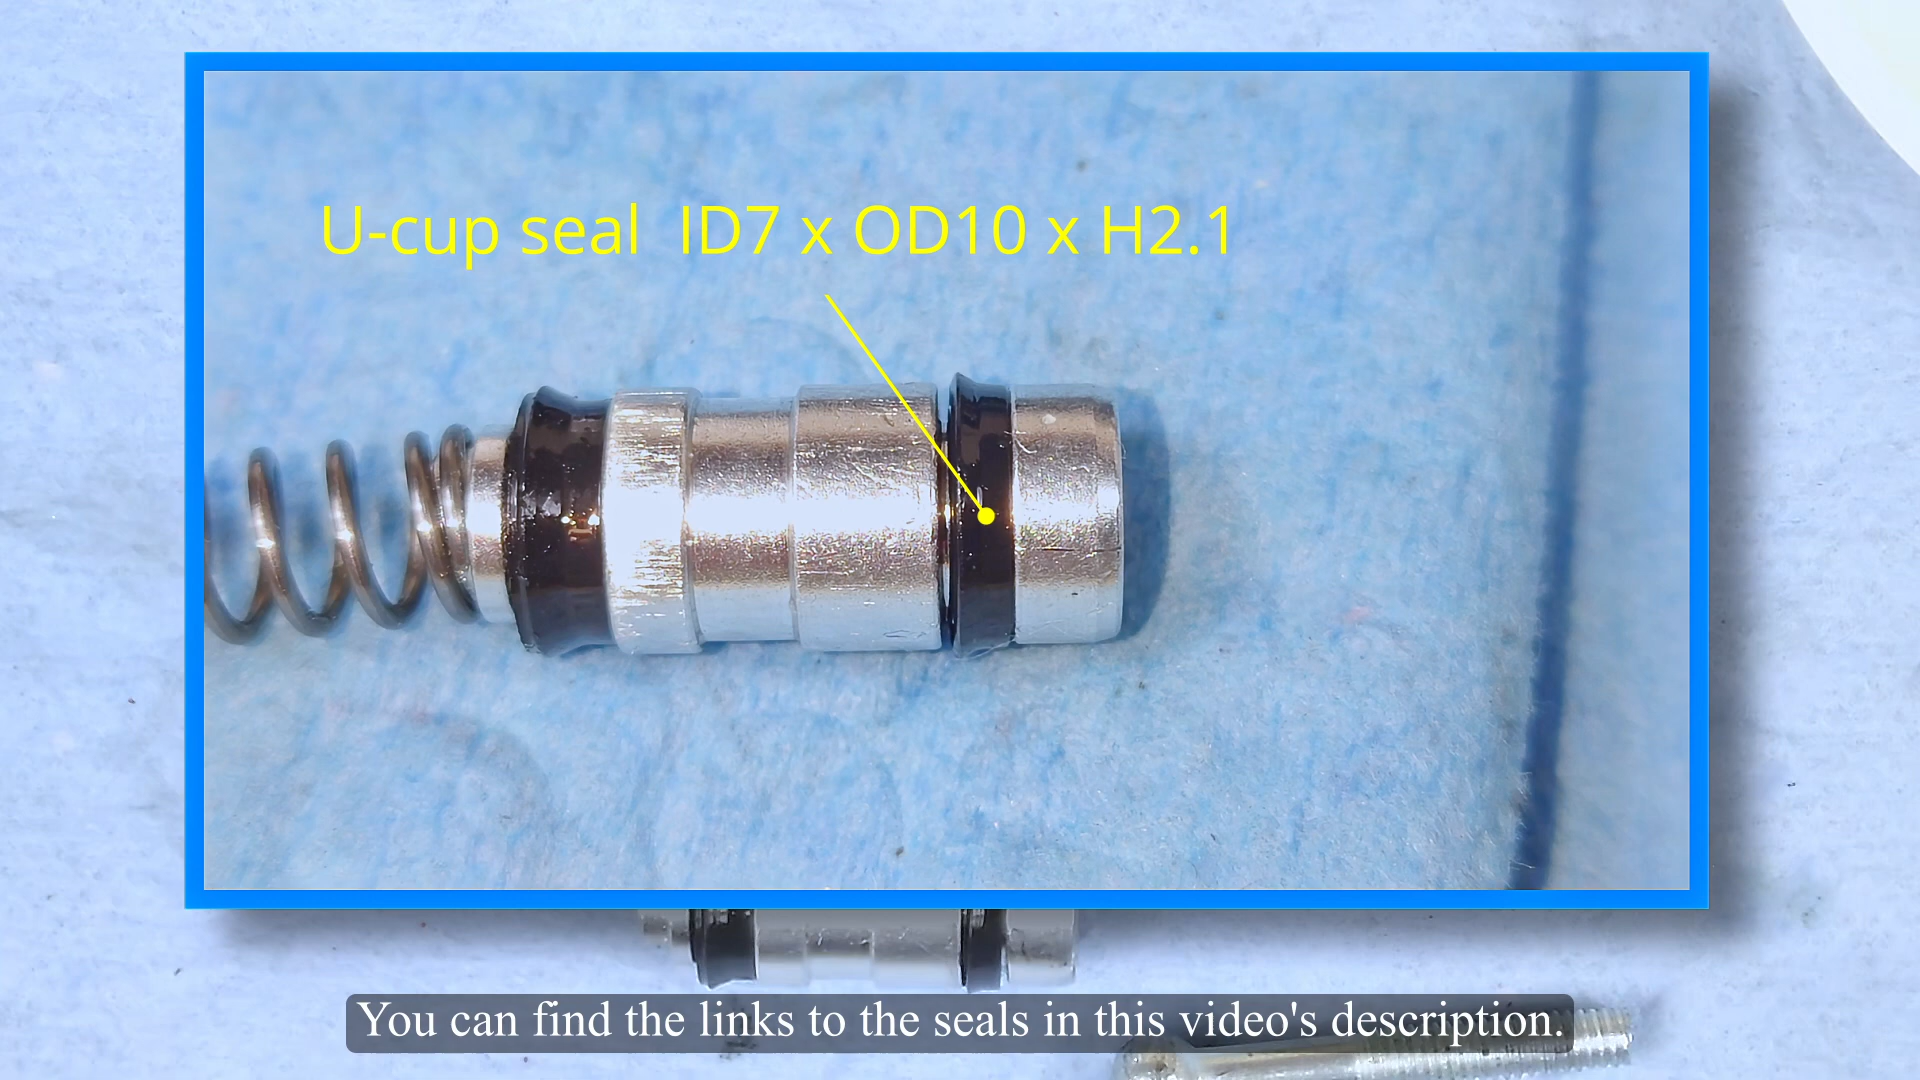 U-cup seal ID7 x OD10 x H2.1
You can find the links to the seals in this video's description.